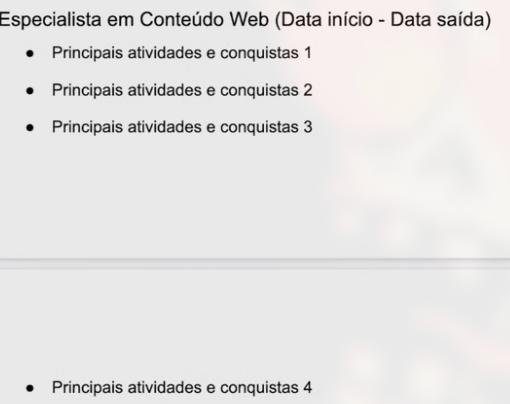 Especialista em Conteúdo Web (Data início - Data saída)
● Principais atividades e conquistas 1
● Principais atividades e conquistas 2
● Principais atividades e conquistas 3
● Principais atividades e conquistas 4